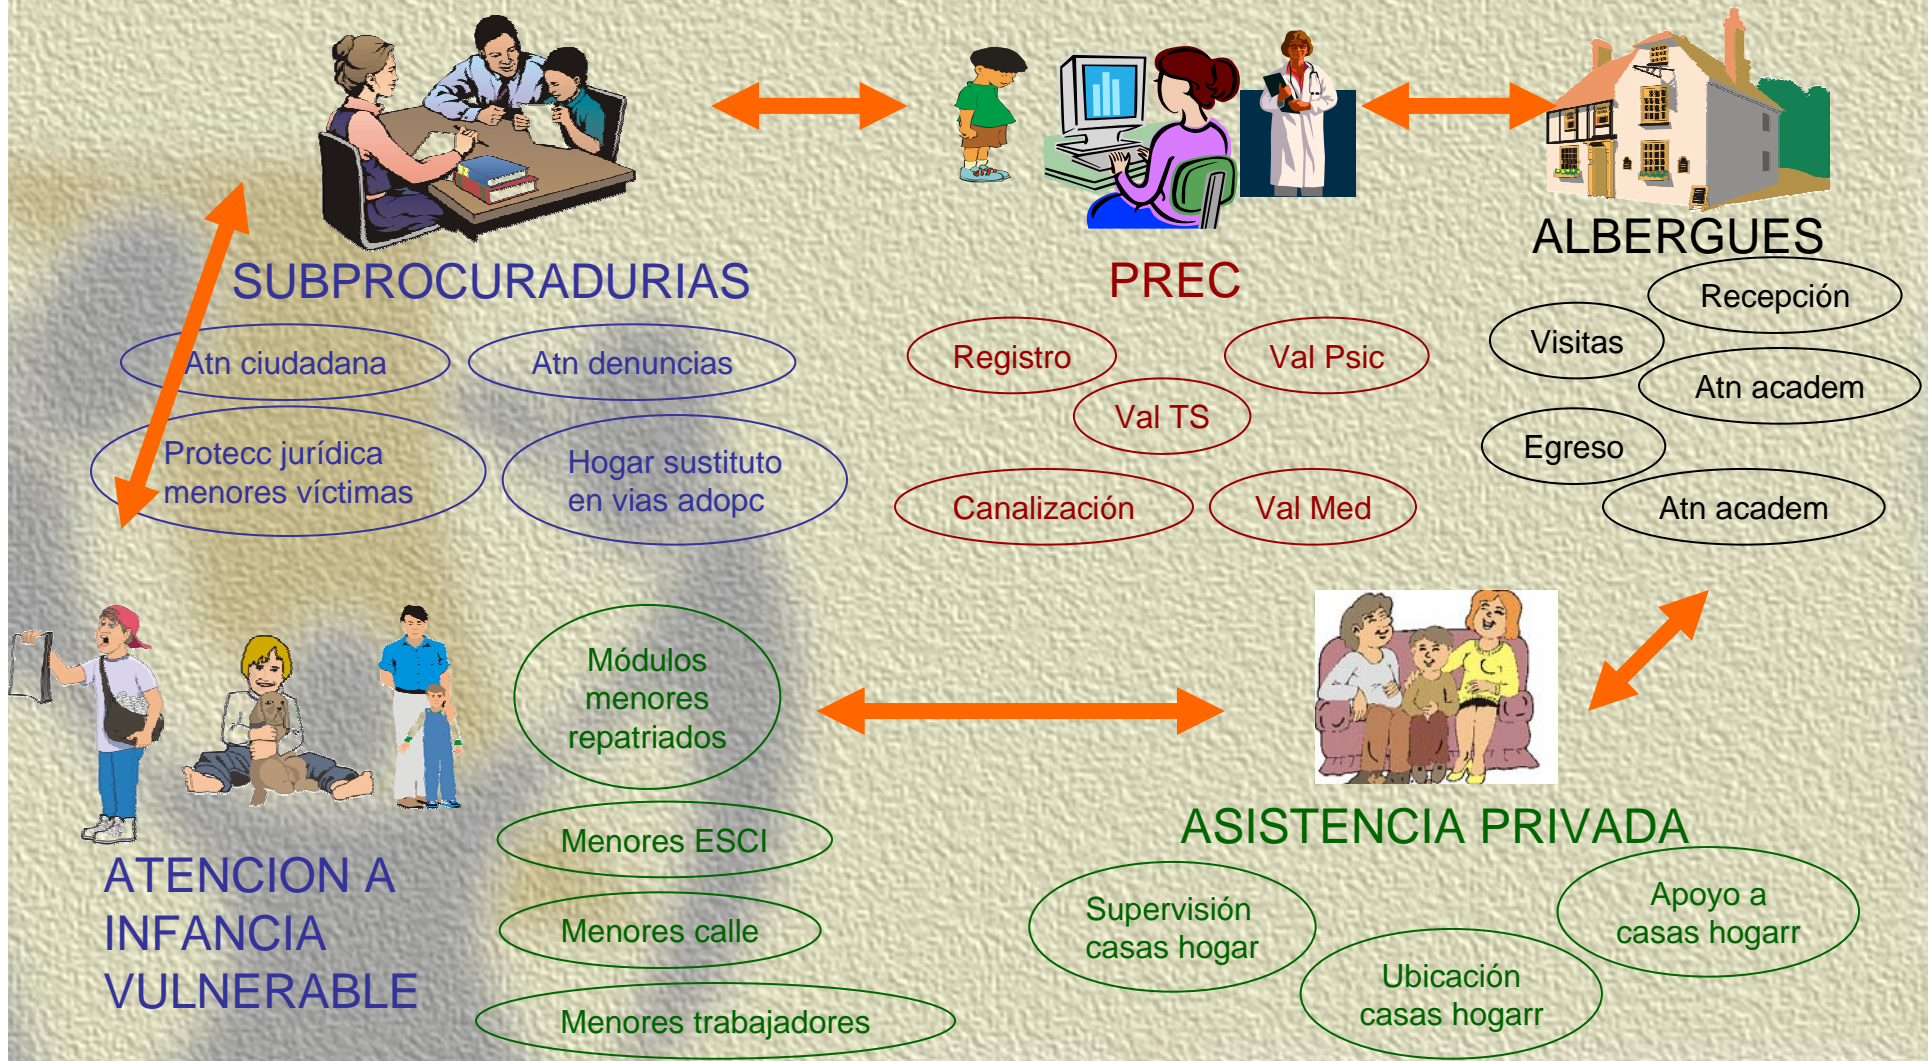 SUBPROCURADURIAS
Atn ciudadana
Atn denuncias
Protecc jurídica
menores víctimas
Hogar sustituto
en vias adopc
PREC
Registro
Val Psic
Val TS
Canalización
Val Med
ALBERGUES
Recepción
Visitas
Atn academ
Egreso
Atn academ
ATENCION A
INFANCIA
VULNERABLE
Módulos
menores
repatriados
Menores ESCI
Menores calle
Menores trabajadores
ASISTENCIA PRIVADA
Supervisión
casas hogar
Ubicación
casas hogarr
Apoyo a
casas hogarr